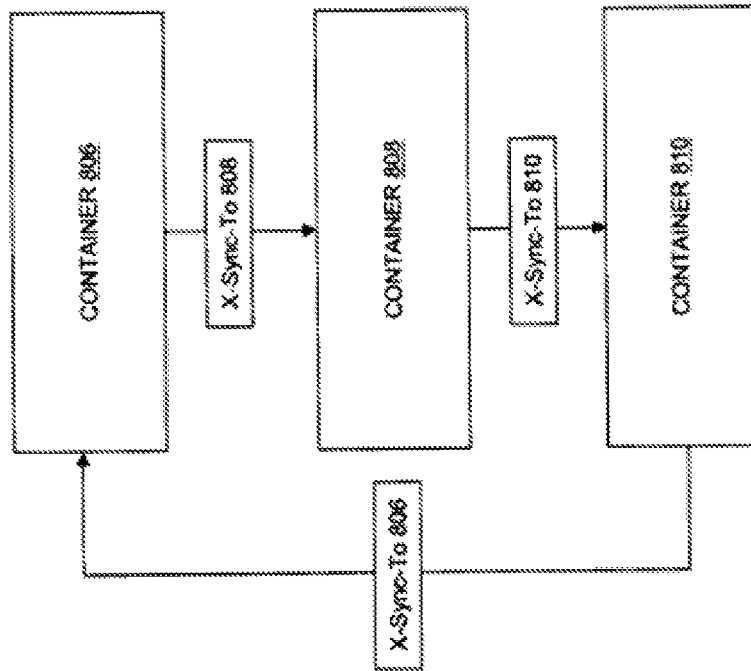 CONTAINER 806
X-Sync-To 808
CONTAINER 808
X-Sync-To 810
CONTAINER 810
X-Sync-To 806